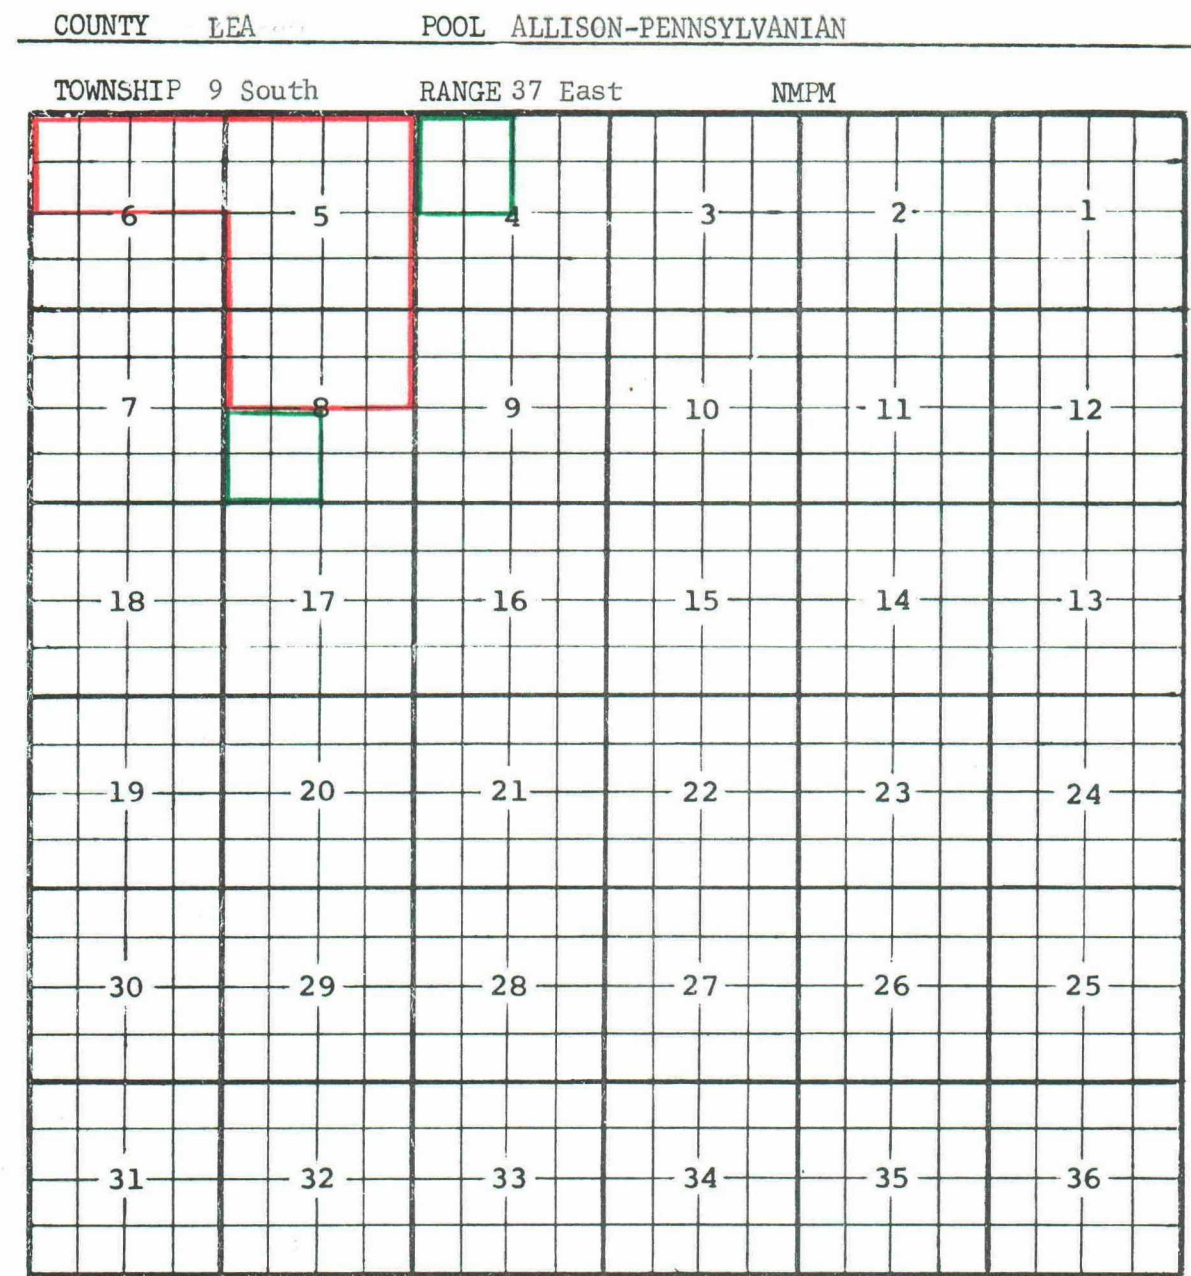 COUNTY LEA POOL ALLISON-PENNSYLVANIAN
TOWNSHIP 9 South RANGE 37 East NMPM
6 5 4 3 2 1
7 8 9 10 11 12
18 17 16 15 14 13
19 20 21 22 23 24
30 29 28 27 26 25
31 32 33 34 35 36